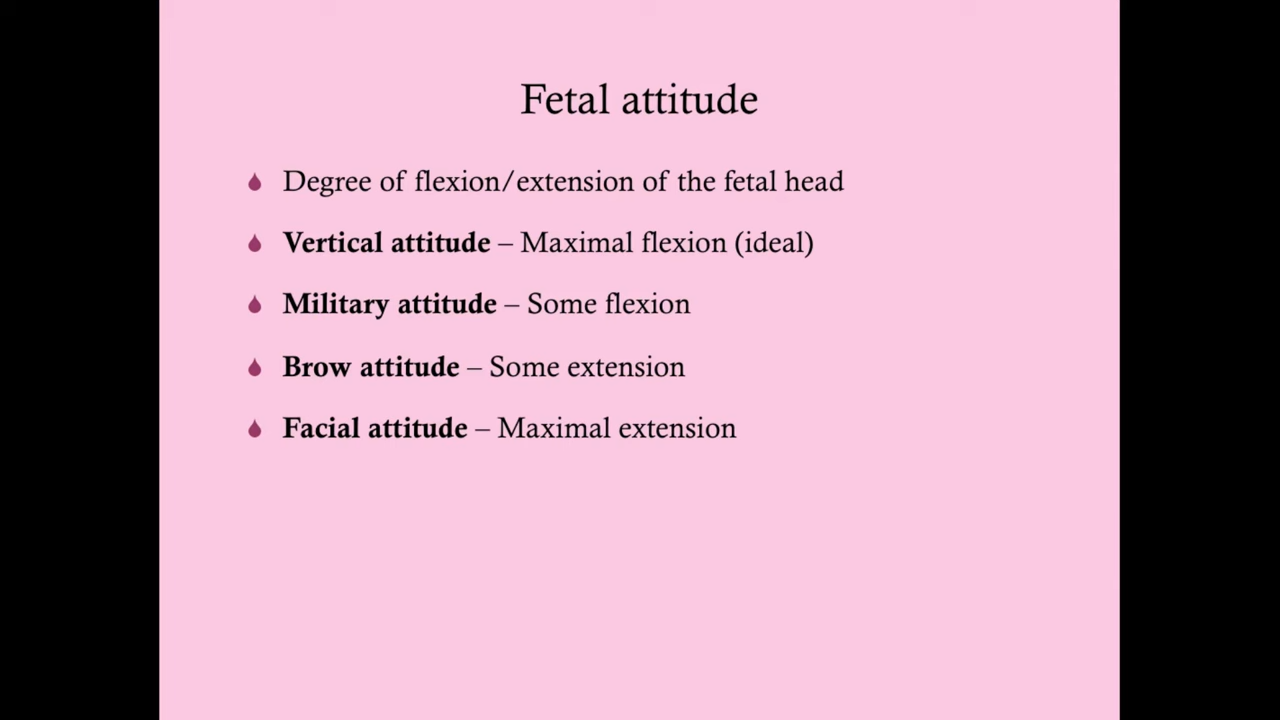 Fetal attitude
Degree of flexion/extension of the fetal head
Vertical attitude – Maximal flexion (ideal)
Military attitude – Some flexion
Brow attitude – Some extension
Facial attitude – Maximal extension